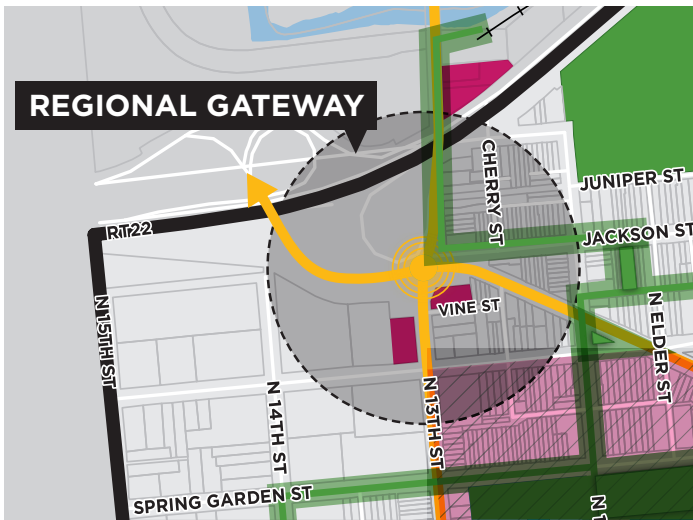 REGIONAL GATEWAY
CHERRY ST
JUNIPER ST
RT22
JACKSON ST
N 15TH ST
VINE ST
N ELDER ST
N 14TH ST
N 13TH ST
SPRING GARDEN ST
N 1